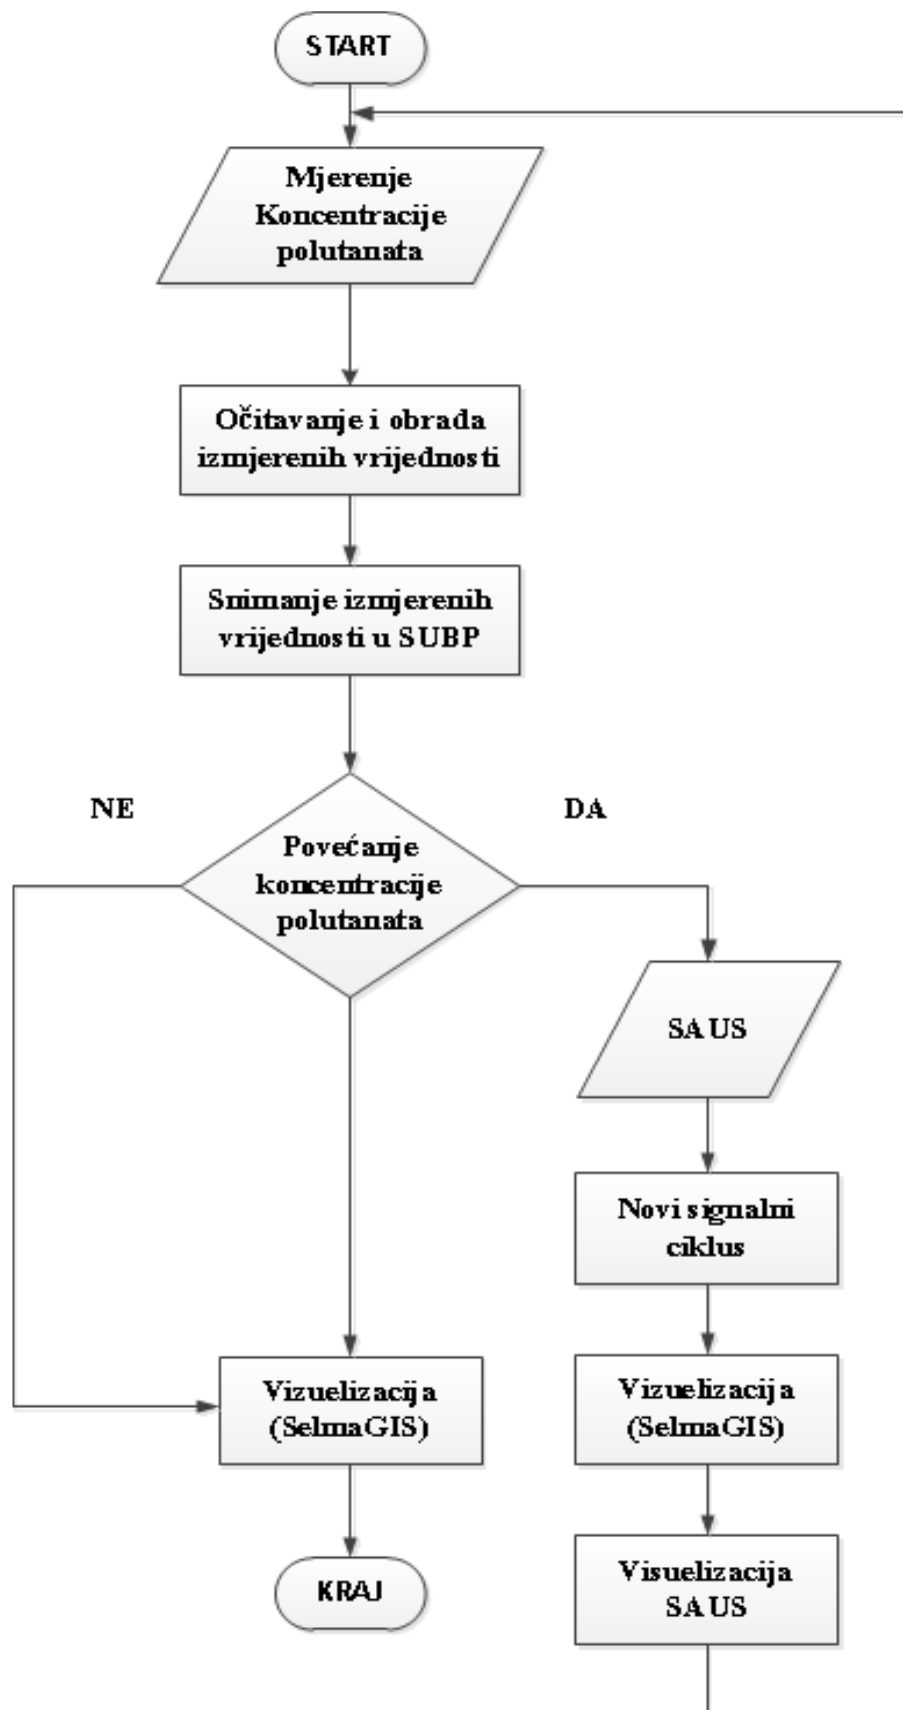 START
Mjerenje
Koncentracije
polutanata
Očitavanje i obrada
izmjerenih vrijednosti
Snimanje izmjerenih
vrijednosti u SUBP
NE
DA
Povećanje
koncentracije
polutanata
SAUS
Novi signalni
ciklus
Vizuelizacija
(SelmaGIS)
Vizuelizacija
(SelmaGIS)
KRAJ
Visuelizacija
SAUS